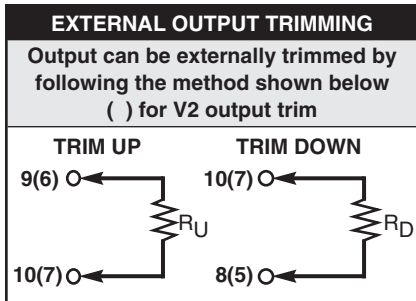 EXTERNAL OUTPUT TRIMMING
Output can be externally trimmed by
following the method shown below
( ) for V2 output trim
TRIM UP TRIM DOWN
9(6) 10(7)
RU RD
10(7) 8(5)